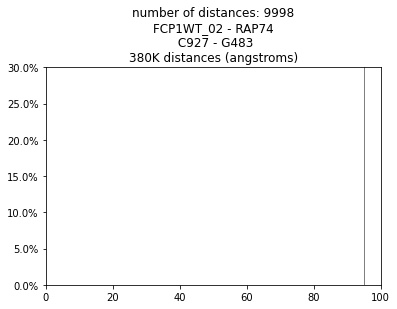 number of distances: 9998
FCP1WT_02 - RAP74
C927 - G483
380K distances (angstroms)
30.0%
25.0%
20.0%
15.0%
10.0%
5.0%
0.0%
0 20 40 60 80 100